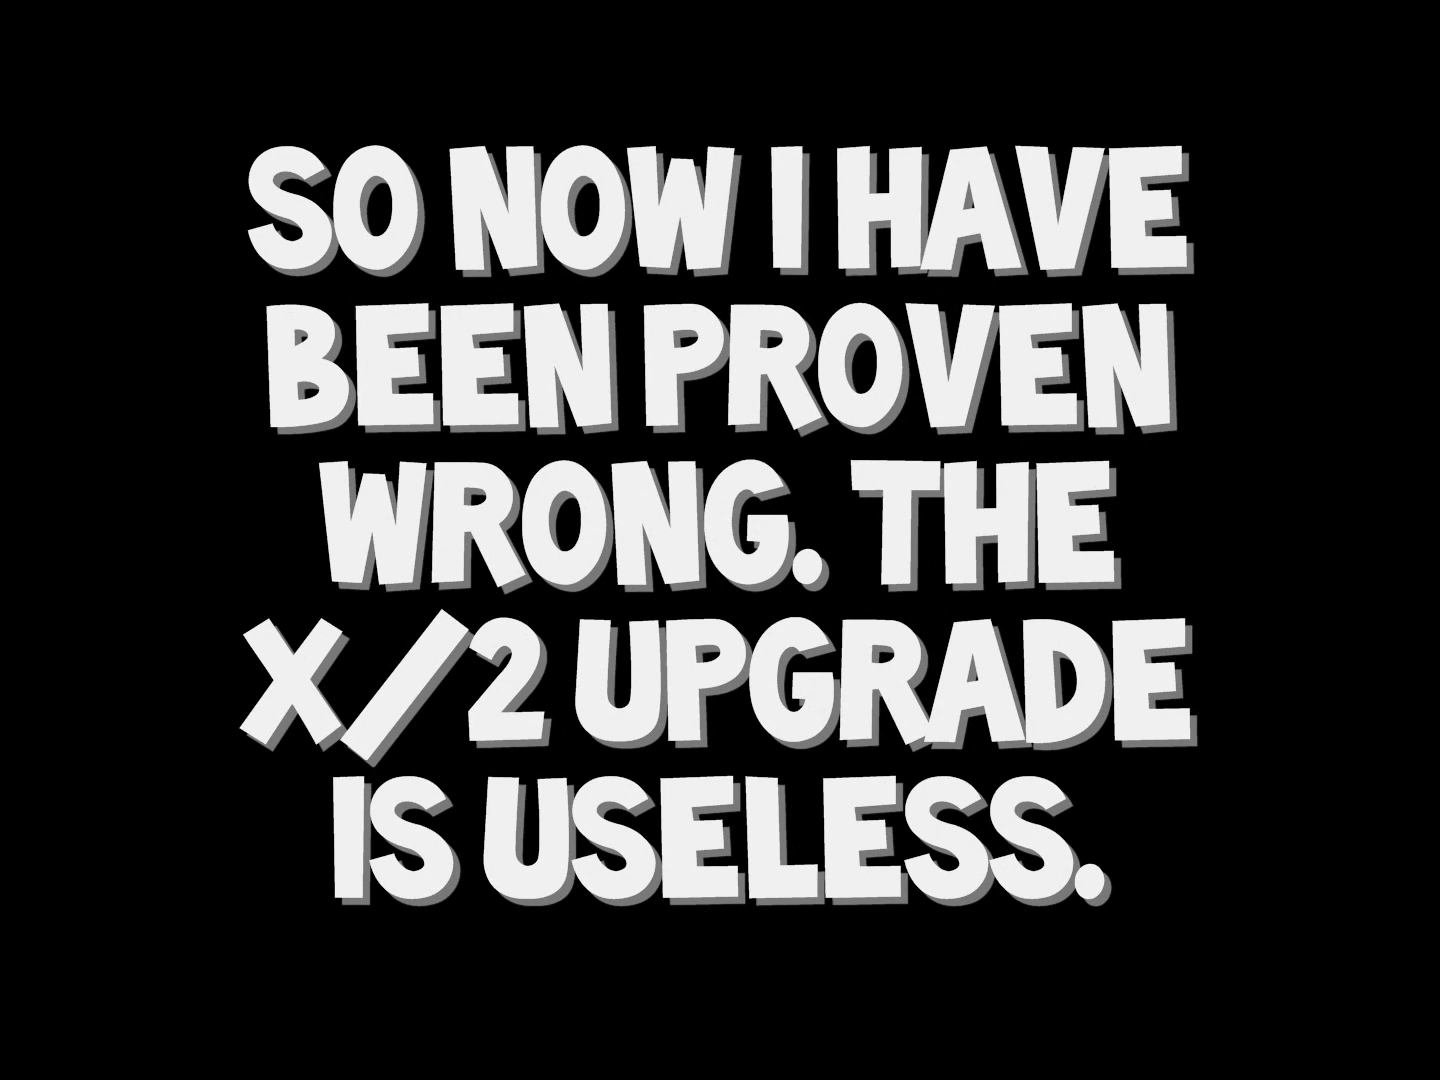 SO NOW I HAVE
BEEN PROVEN
WRONG. THE
X/2 UPGRADE
IS USELESS.